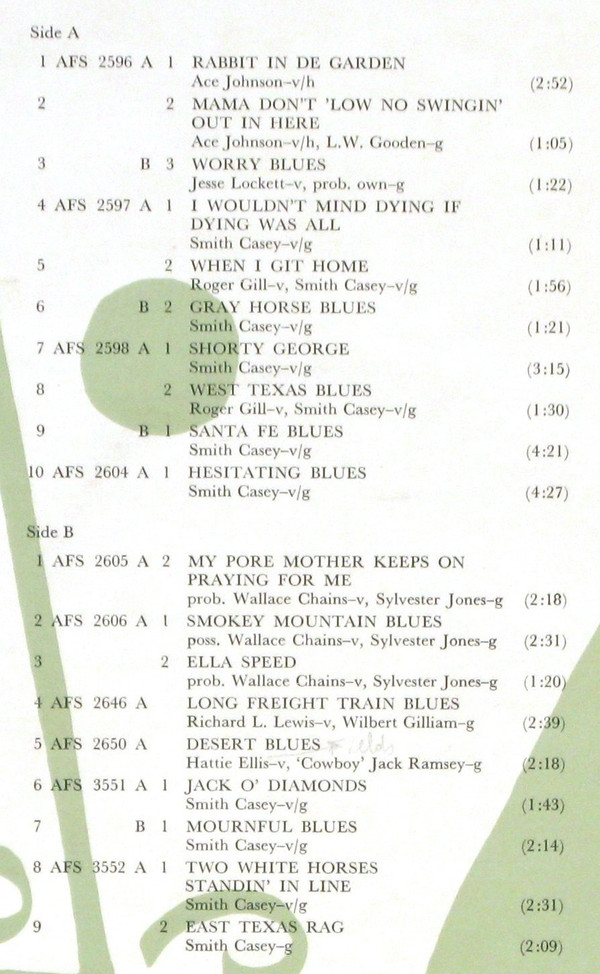 Side A
1 AFS 2596 A 1 RABBIT IN DE GARDEN
Ace Johnson–v/h (2:52)
2 2 MAMA DON'T 'LOW NO SWINGIN'
OUT IN HERE
Ace Johnson–v/h, L.W. Gooden–g (1:05)
3 B 3 WORRY BLUES
Jesse Lockett–v, prob. own–g (1:22)
4 AFS 2597 A 1 I WOULDN'T MIND DYING IF
DYING WAS ALL
Smith Casey–v/g (1:11)
5 2 WHEN I GIT HOME
Roger Gill–v, Smith Casey–v/g (1:56)
6 B 2 GRAY HORSE BLUES
Smith Casey–v/g (1:21)
7 AFS 2598 A 1 SHORTY GEORGE
Smith Casey–v/g (3:15)
8 2 WEST TEXAS BLUES
Roger Gill–v, Smith Casey–v/g (1:30)
9 B 1 SANTA FE BLUES
Smith Casey–v/g (4:21)
10 AFS 2604 A 1 HESITATING BLUES
Smith Casey–v/g (4:27)
Side B
1 AFS 2605 A 2 MY PORE MOTHER KEEPS ON
PRAYING FOR ME
prob. Wallace Chains–v, Sylvester Jones–g (2:18)
2 AFS 2606 A 1 SMOKEY MOUNTAIN BLUES
poss. Wallace Chains–v, Sylvester Jones–g (2:31)
3 2 ELLA SPEED
prob. Wallace Chains–v, Sylvester Jones–g (1:20)
4 AFS 2646 A LONG FREIGHT TRAIN BLUES
Richard L. Lewis–v, Wilbert Gilliam–g (2:39)
5 AFS 2650 A DESERT BLUES
Hattie Ellis–v, 'Cowboy' Jack Ramsey–g (2:18)
6 AFS 3551 A 1 JACK O' DIAMONDS
Smith Casey–v/g (1:43)
7 B 1 MOURNFUL BLUES
Smith Casey–v/g (2:14)
8 AFS 3552 A 1 TWO WHITE HORSES
STANDIN' IN LINE
Smith Casey–v/g (2:31)
9 2 EAST TEXAS RAG
Smith Casey–g (2:09)